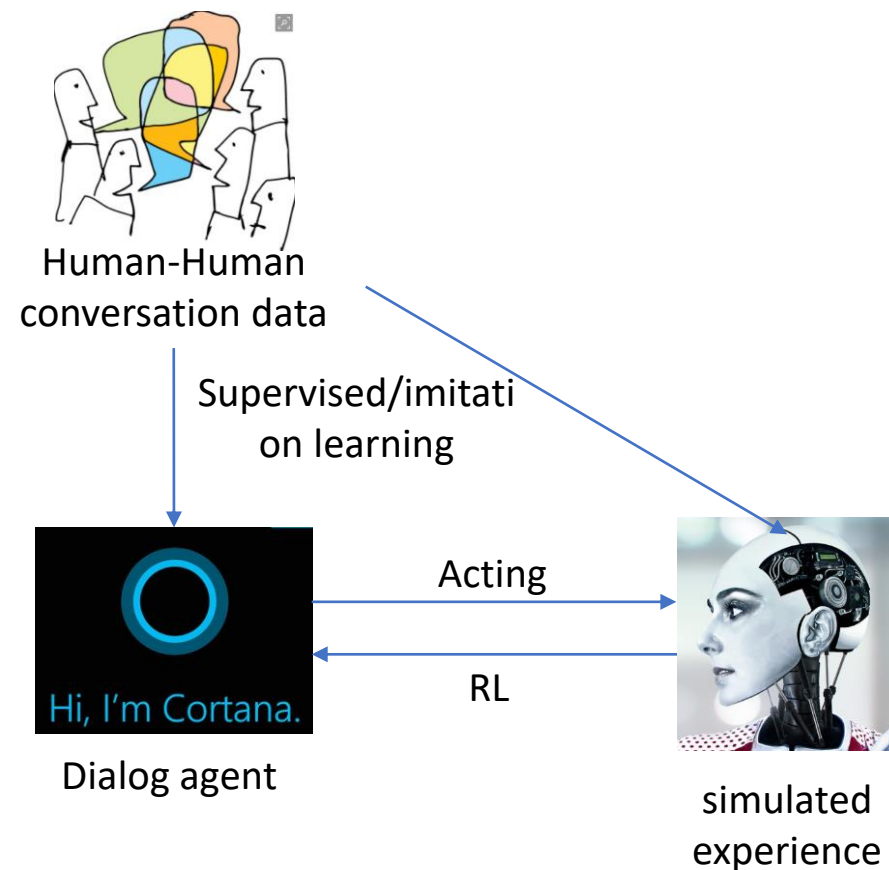 Human-Human
conversation data
Supervised/imitati
on learning
Acting
RL
Hi, I'm Cortana.
Dialog agent
simulated
experience